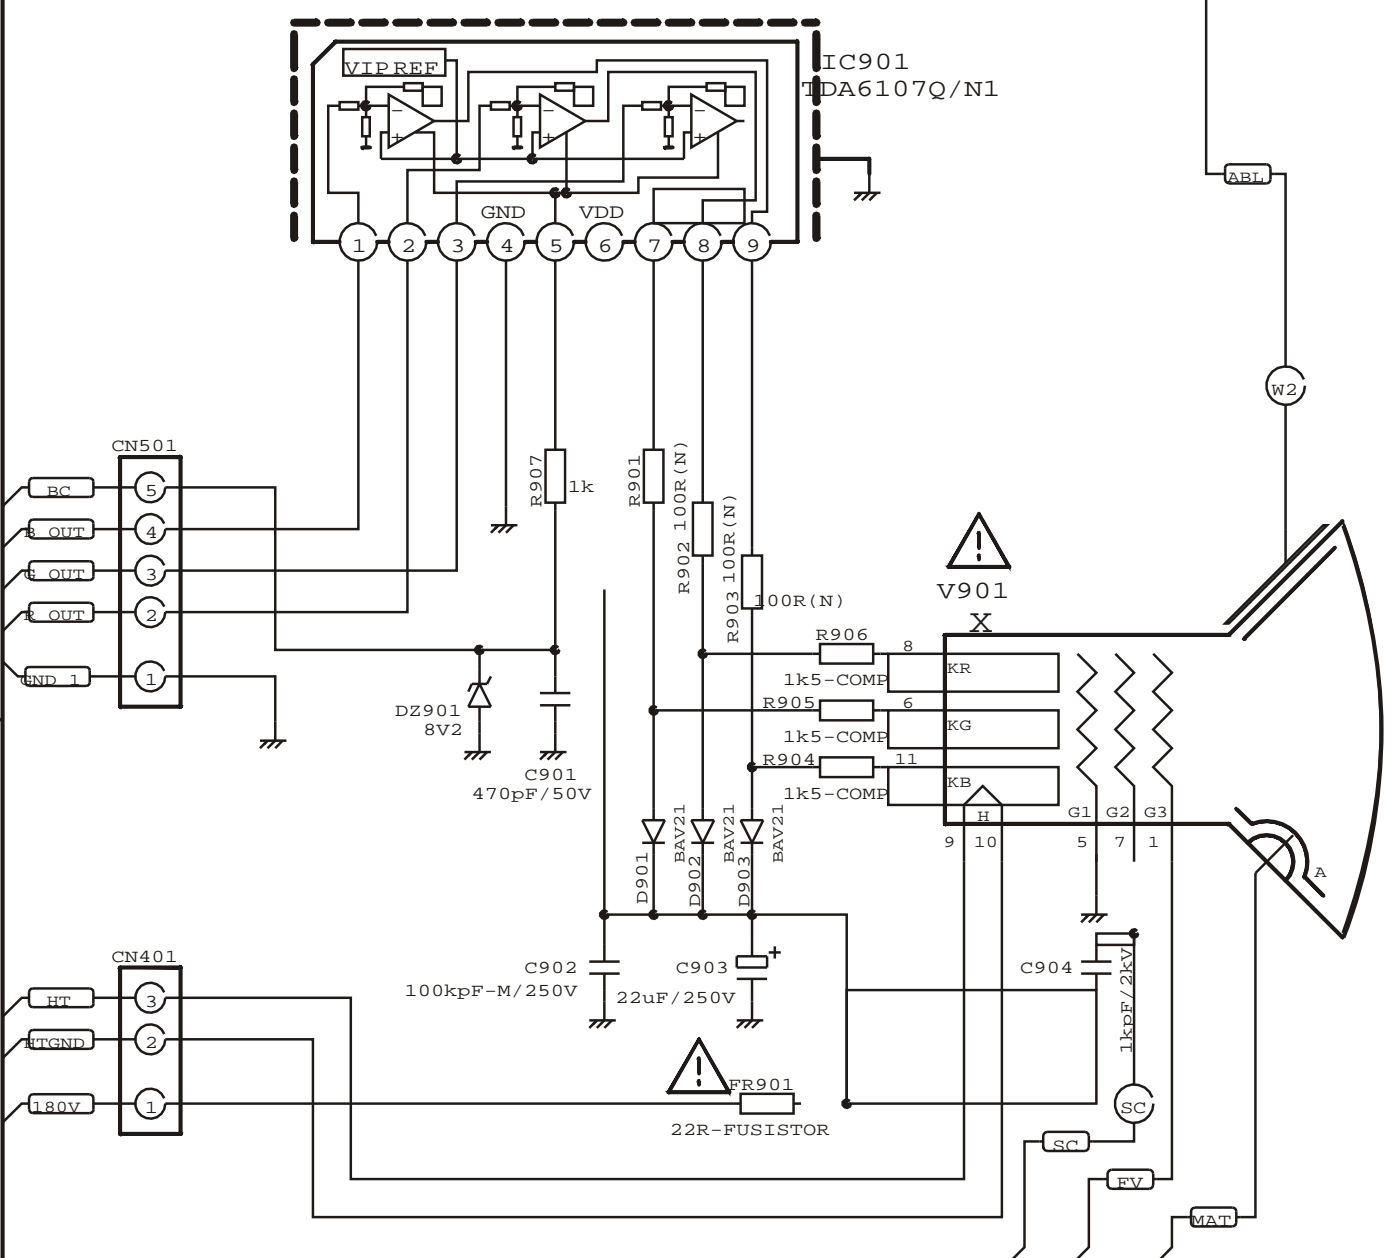 IC901
TDA6107Q/N1
VIP REF
− − −
+ + +
GND VDD
1 2 3 4 5 6 7 8 9
ABL
W2
CN501
BC 5
B OUT 4
G OUT 3
R OUT 2
GND 1 1
R907
1k
R901
100R(N)
R902
100R(N)
R903
100R(N)
V901
X
R906
8
1k5-COMP
KR
R905
6
1k5-COMP
KG
R904
11
1k5-COMP
KB
H
G1 G2 G3
9 10 5 7 1
A
DZ901
8V2
C901
470pF/50V
D901
BAV21
D902
BAV21
D903
BAV21
C902
100kpF-M/250V
C903
+
22uF/250V
C904
1kpF/2kV
CN401
HT 3
HTGND 2
180V 1
FR901
22R-FUSISTOR
SC
SC
FV
MAT